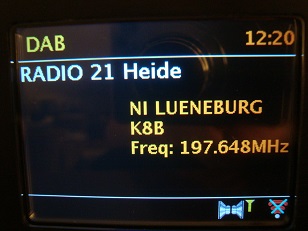 DAB 12:20
RADIO 21 Heide
NI LUENEBURG
K8B
Freq: 197.648MHz
T